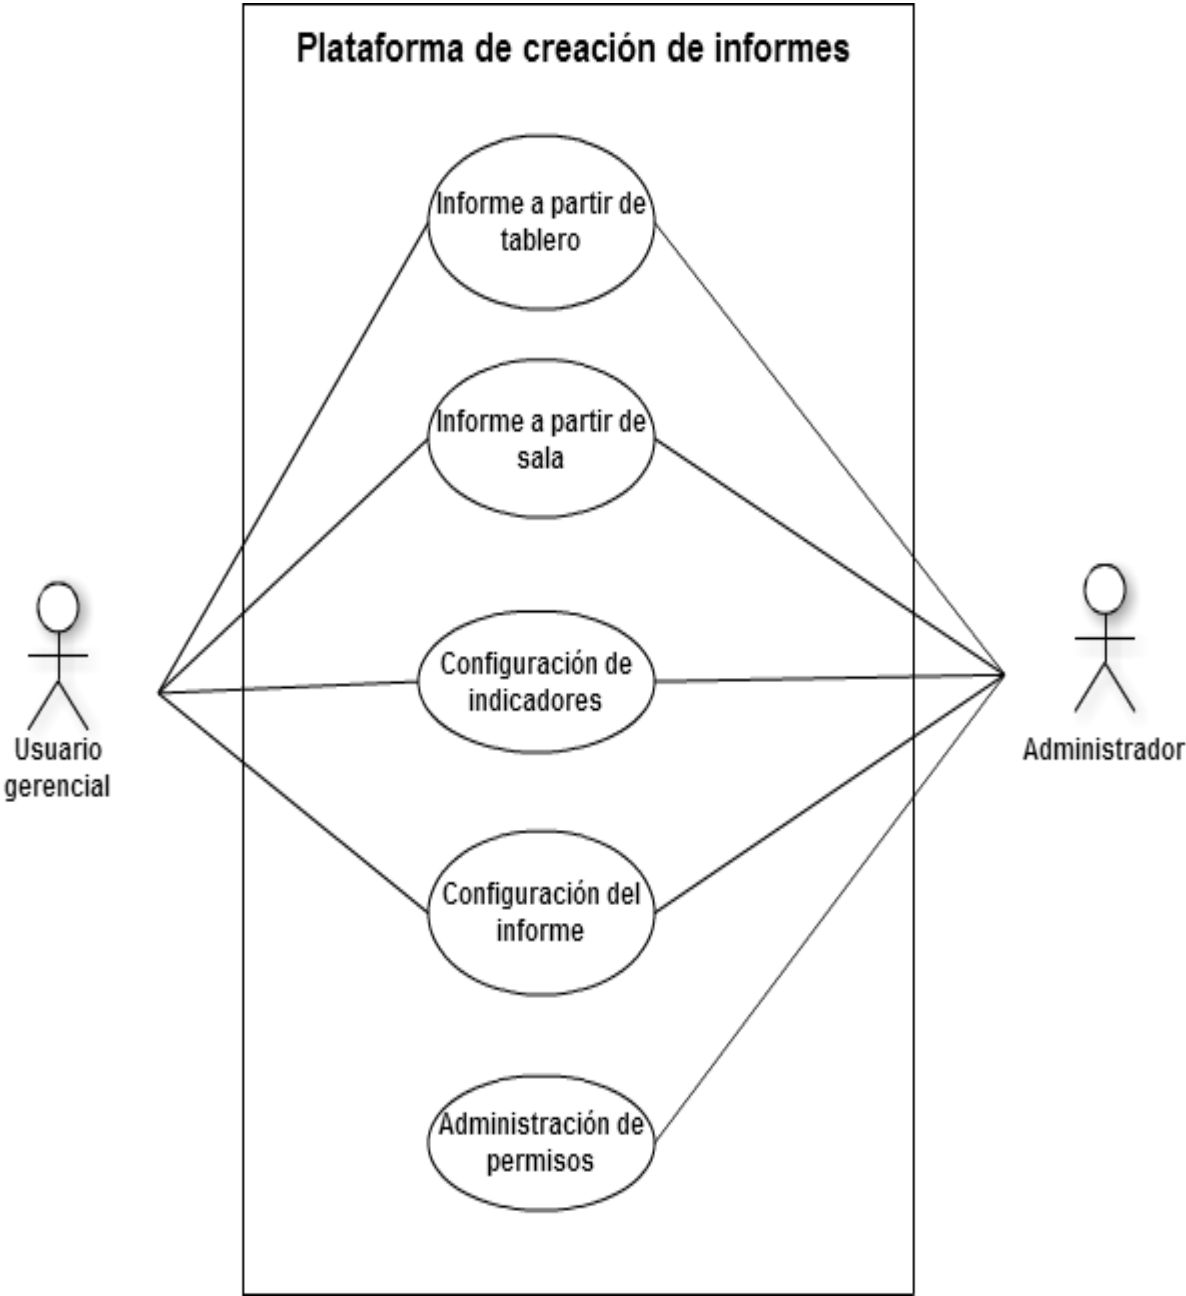 Plataforma de creación de informes
Informe a partir de
tablero
Informe a partir de
sala
Configuración de
indicadores
Usuario
gerencial
Administrador
Configuración del
informe
Administración de
permisos